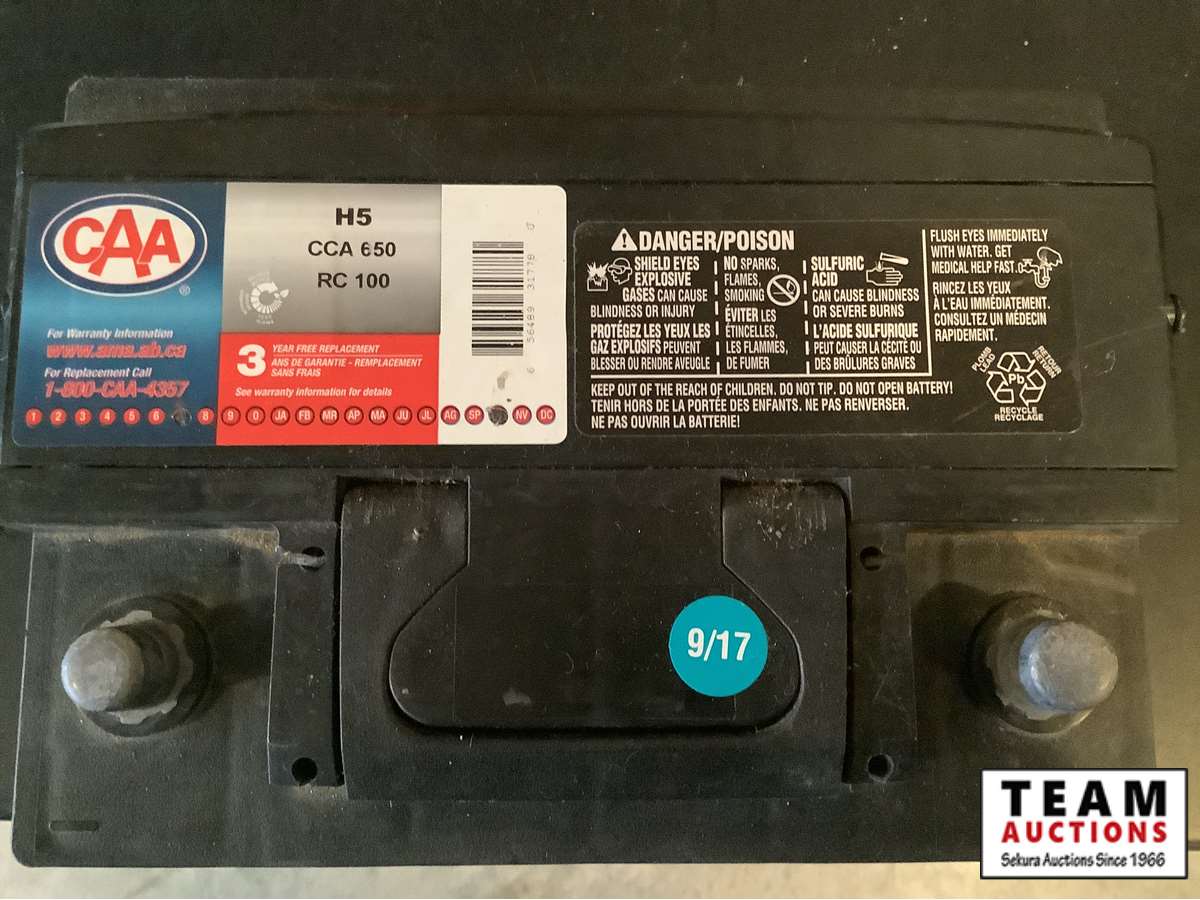 CAA
®
For Warranty Information
www.ama.ab.ca
For Replacement Call
1-800-CAA-4357
H5
CCA 650
RC 100
3
YEAR FREE REPLACEMENT
ANS DE GARANTIE - REMPLACEMENT
SANS FRAIS
See warranty information for details
1 2 3 4 5 6 8 9 0 JA FB MR AP MA JU JL AG SP NV DC
6 56489 31778 0
DANGER/POISON
SHIELD EYES
EXPLOSIVE
GASES CAN CAUSE
BLINDNESS OR INJURY
PROTÉGEZ LES YEUX LES
GAZ EXPLOSIFS PEUVENT
BLESSER OU RENDRE AVEUGLE
NO SPARKS,
FLAMES,
SMOKING
ÉVITER LES
ÉTINCELLES,
LES FLAMMES,
DE FUMER
SULFURIC
ACID
CAN CAUSE BLINDNESS
OR SEVERE BURNS
L'ACIDE SULFURIQUE
PEUT CAUSER LA CÉCITÉ OU
DES BRÛLURES GRAVES
FLUSH EYES IMMEDIATELY
WITH WATER. GET
MEDICAL HELP FAST.
RINCEZ LES YEUX
À L'EAU IMMÉDIATEMENT.
CONSULTEZ UN MÉDECIN
RAPIDEMENT.
KEEP OUT OF THE REACH OF CHILDREN. DO NOT TIP. DO NOT OPEN BATTERY!
TENIR HORS DE LA PORTÉE DES ENFANTS. NE PAS RENVERSER.
NE PAS OUVRIR LA BATTERIE!
PLOMB
LEAD
RETOUR
RETURN
Pb
RECYCLE
RECYCLAGE
9/17
TEAM
AUCTIONS
Sekura Auctions Since 1966